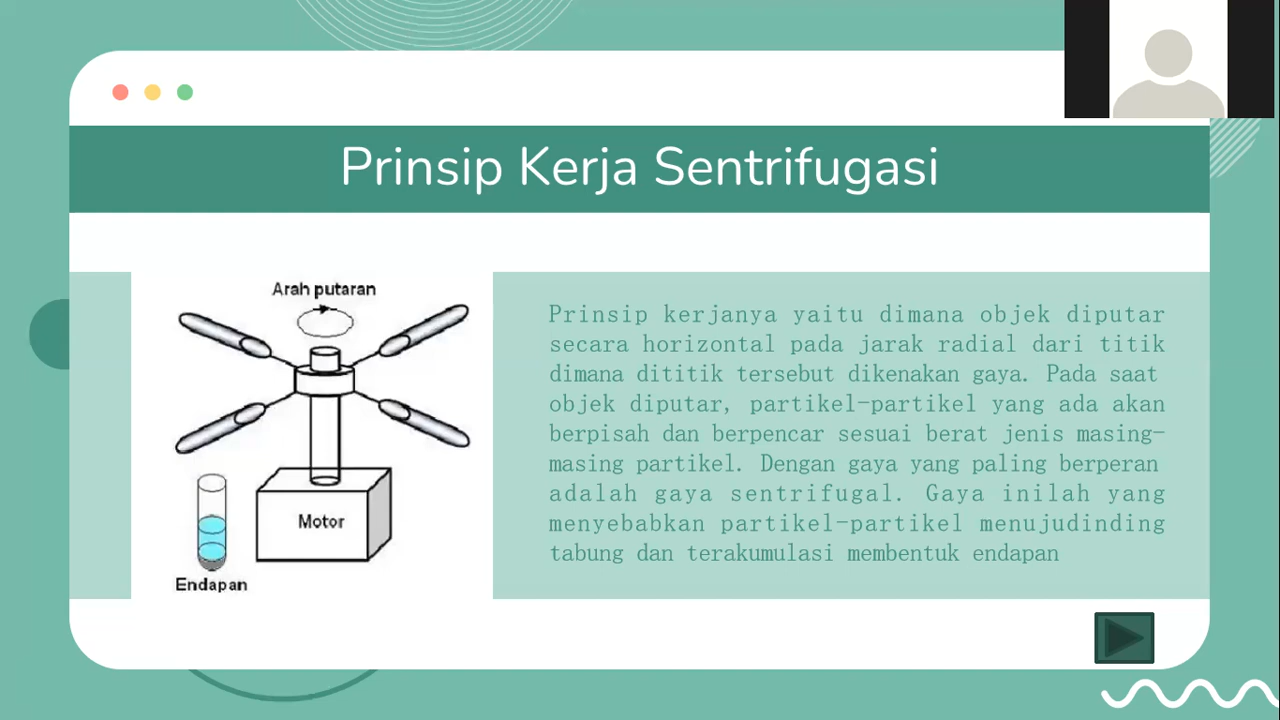 Prinsip Kerja Sentrifugasi
Arah putaran
Motor
Endapan
Prinsip kerjanya yaitu dimana objek diputar
secara horizontal pada jarak radial dari titik
dimana dititik tersebut dikenakan gaya. Pada saat
objek diputar, partikel-partikel yang ada akan
berpisah dan berpencar sesuai berat jenis masing-
masing partikel. Dengan gaya yang paling berperan
adalah gaya sentrifugal. Gaya inilah yang
menyebabkan partikel-partikel menujudinding
tabung dan terakumulasi membentuk endapan